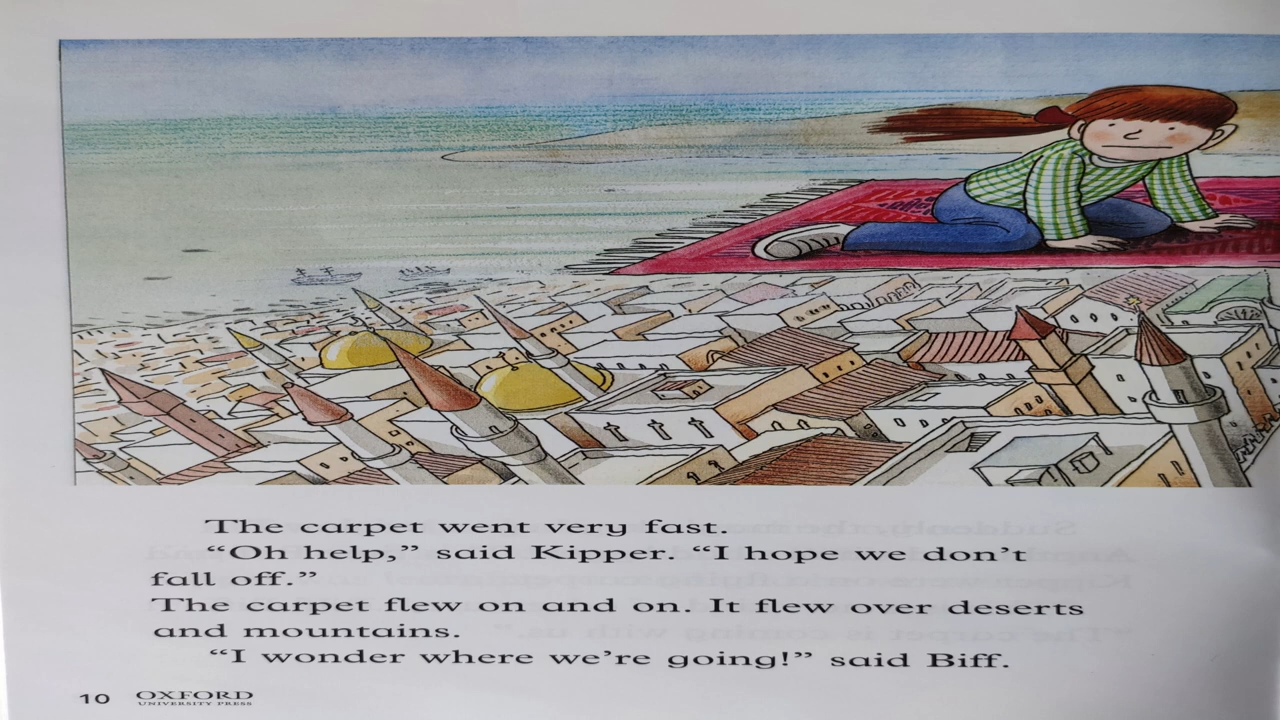 The carpet went very fast.
“Oh help,” said Kipper. “I hope we don’t
fall off.”
The carpet flew on and on. It flew over deserts
and mountains.
“I wonder where we’re going!” said Biff.
10 OXFORD
UNIVERSITY PRESS